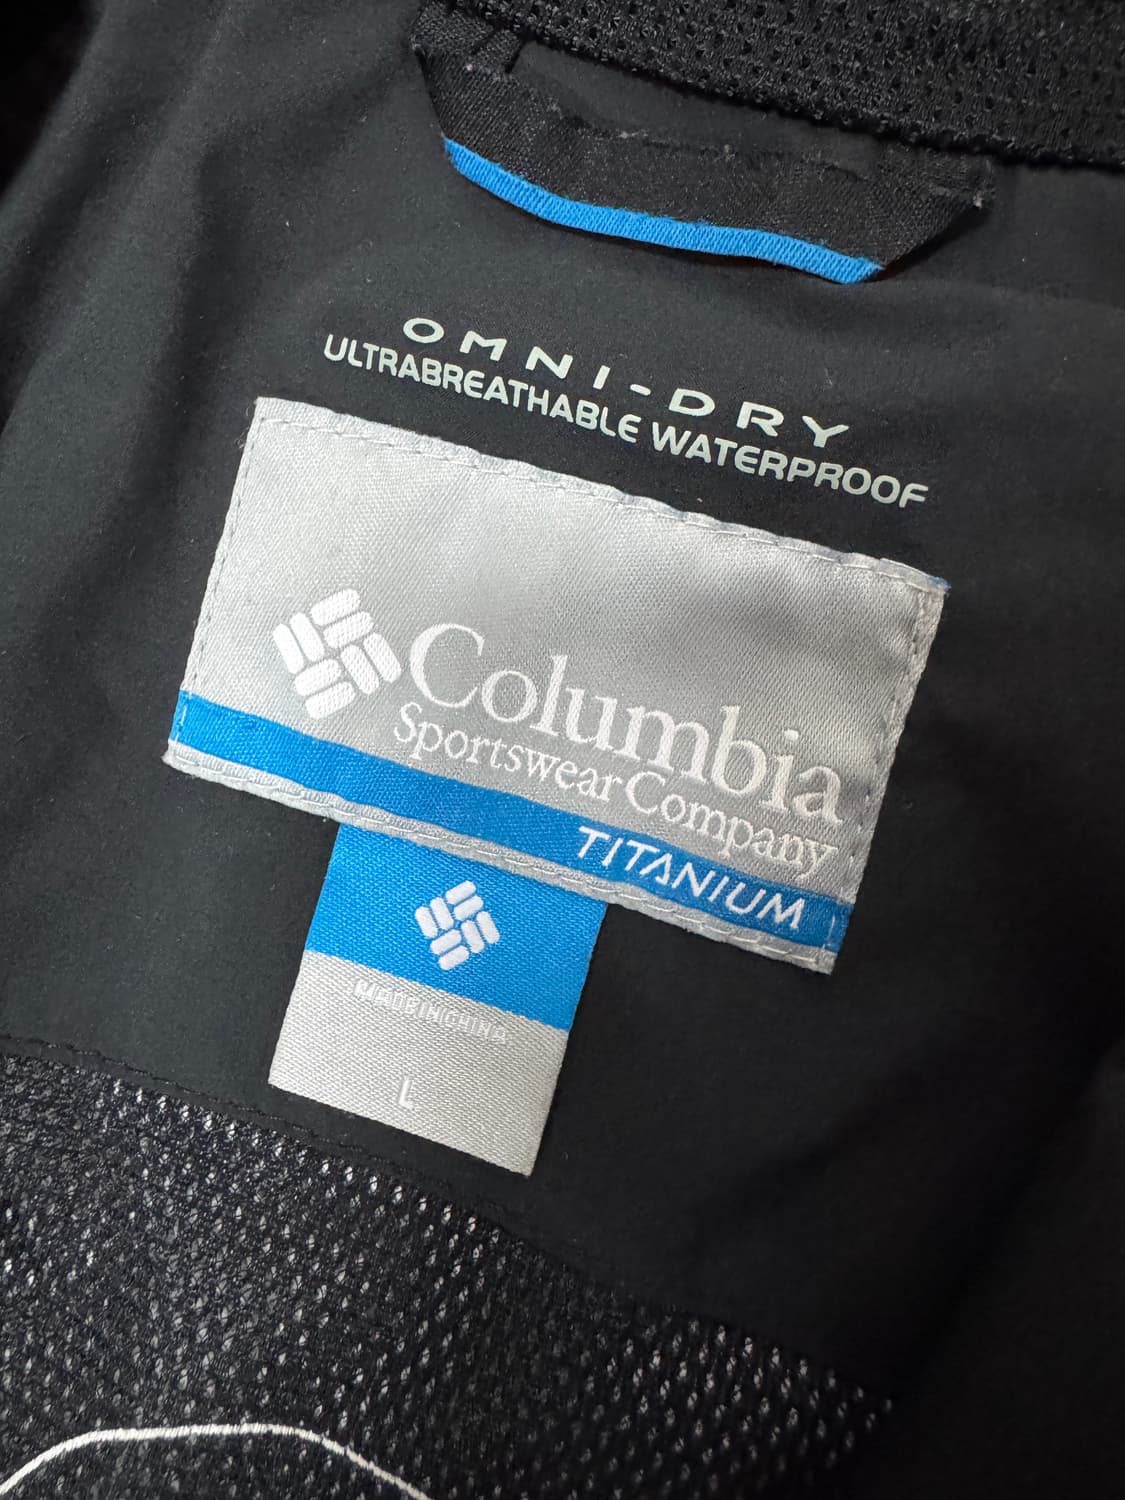 OMNI-DRY
ULTRABREATHABLE WATERPROOF
Columbia
Sportswear Company
TITANIUM
MADE IN CHINA
L